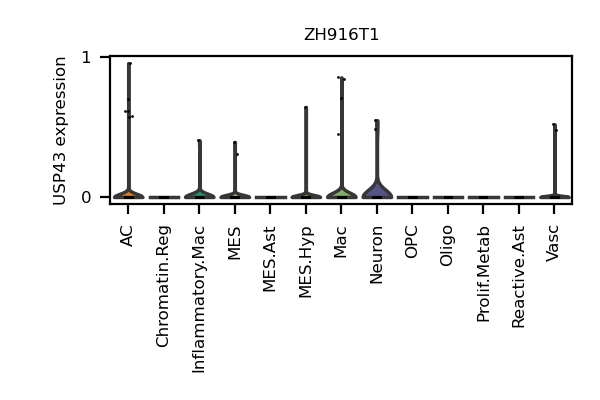 ZH916T1
USP43 expression
1
0
AC
Chromatin.Reg
Inflammatory.Mac
MES
MES.Ast
MES.Hyp
Mac
Neuron
OPC
Oligo
Prolif.Metab
Reactive.Ast
Vasc